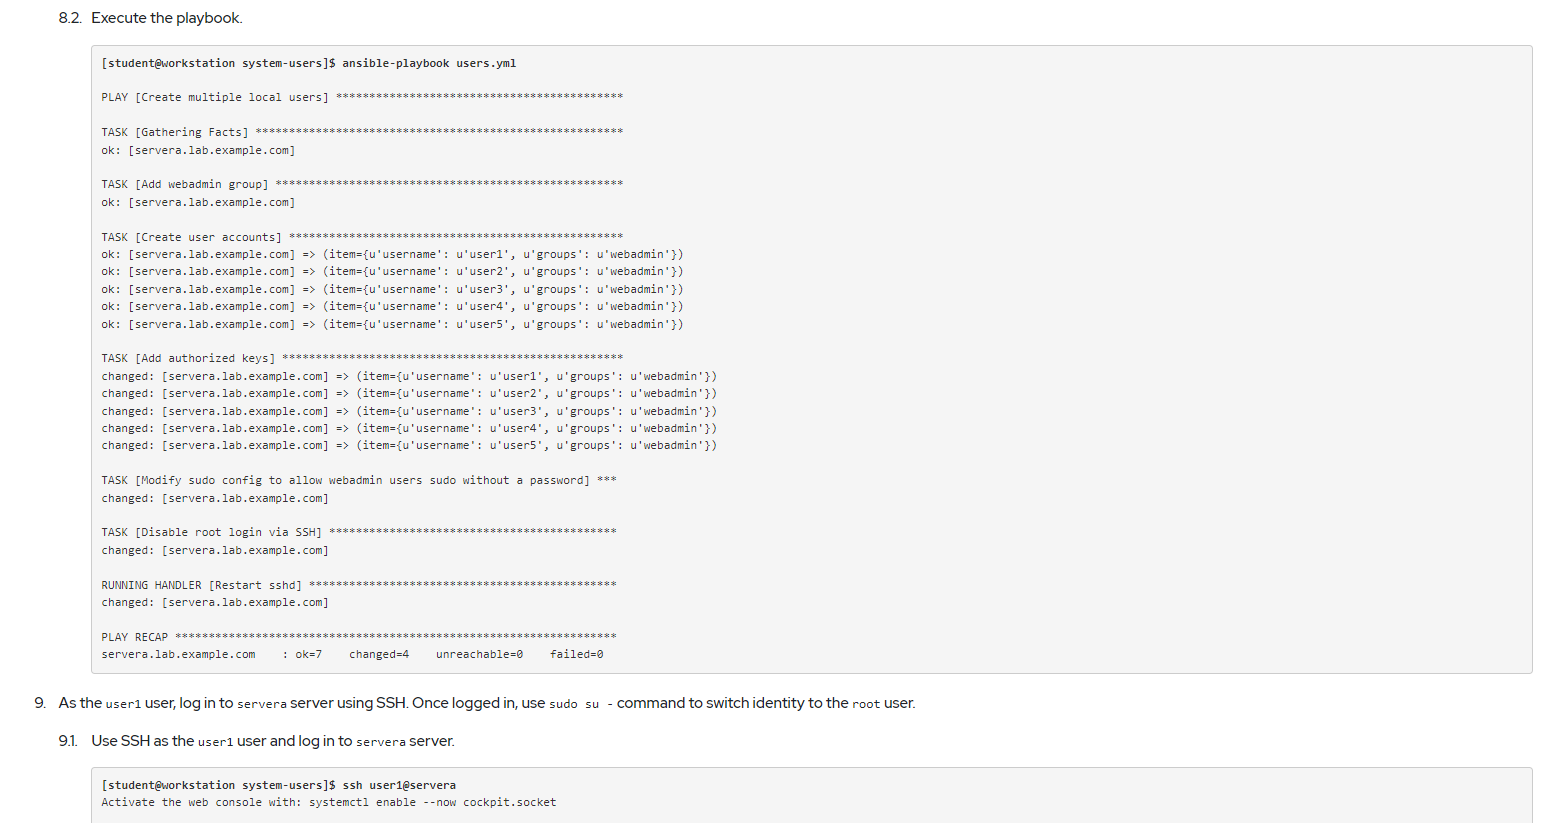 8.2. Execute the playbook.
[student@workstation system-users]$ ansible-playbook users.yml
PLAY [Create multiple local users] *******************************************
TASK [Gathering Facts] *******************************************************
ok: [servera.lab.example.com]
TASK [Add webadmin group] ****************************************************
ok: [servera.lab.example.com]
TASK [Create user accounts] **************************************************
ok: [servera.lab.example.com] => (item={u'username': u'user1', u'groups': u'webadmin'})
ok: [servera.lab.example.com] => (item={u'username': u'user2', u'groups': u'webadmin'})
ok: [servera.lab.example.com] => (item={u'username': u'user3', u'groups': u'webadmin'})
ok: [servera.lab.example.com] => (item={u'username': u'user4', u'groups': u'webadmin'})
ok: [servera.lab.example.com] => (item={u'username': u'user5', u'groups': u'webadmin'})
TASK [Add authorized keys] ***************************************************
changed: [servera.lab.example.com] => (item={u'username': u'user1', u'groups': u'webadmin'})
changed: [servera.lab.example.com] => (item={u'username': u'user2', u'groups': u'webadmin'})
changed: [servera.lab.example.com] => (item={u'username': u'user3', u'groups': u'webadmin'})
changed: [servera.lab.example.com] => (item={u'username': u'user4', u'groups': u'webadmin'})
changed: [servera.lab.example.com] => (item={u'username': u'user5', u'groups': u'webadmin'})
TASK [Modify sudo config to allow webadmin users sudo without a password] ***
changed: [servera.lab.example.com]
TASK [Disable root login via SSH] *******************************************
changed: [servera.lab.example.com]
RUNNING HANDLER [Restart sshd] **********************************************
changed: [servera.lab.example.com]
PLAY RECAP ******************************************************************
servera.lab.example.com    : ok=7    changed=4    unreachable=0    failed=0
9. As the user1 user, log in to servera server using SSH. Once logged in, use sudo su - command to switch identity to the root user.
9.1. Use SSH as the user1 user and log in to servera server.
[student@workstation system-users]$ ssh user1@servera
Activate the web console with: systemctl enable --now cockpit.socket